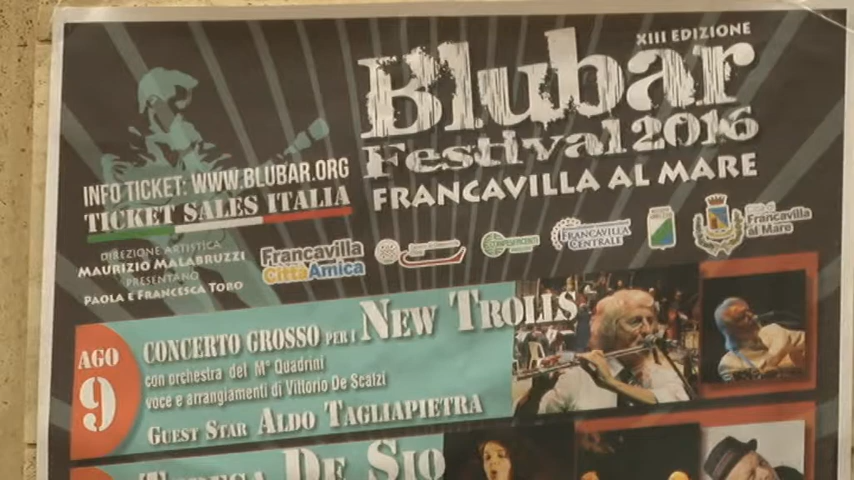 XIII EDIZIONE
Blubar
Festival 2016
FRANCAVILLA AL MARE
INFO TICKET: WWW.BLUBAR.ORG
TICKET SALES ITALIA
DIREZIONE ARTISTICA
MAURIZIO MALABRUZZI
PRESENTANO
PAOLA E FRANCESCA TORO
Francavilla
CittàAmica
FRANCAVILLA
CENTRALE
Città di
Francavilla
al Mare
AGO
9
CONCERTO GROSSO PER I NEW TROLLS
con orchestra del M° Quadrini
voce e arrangiamenti di Vittorio De Scalzi
GUEST STAR ALDO TAGLIAPIETRA
TERESA DE SIO